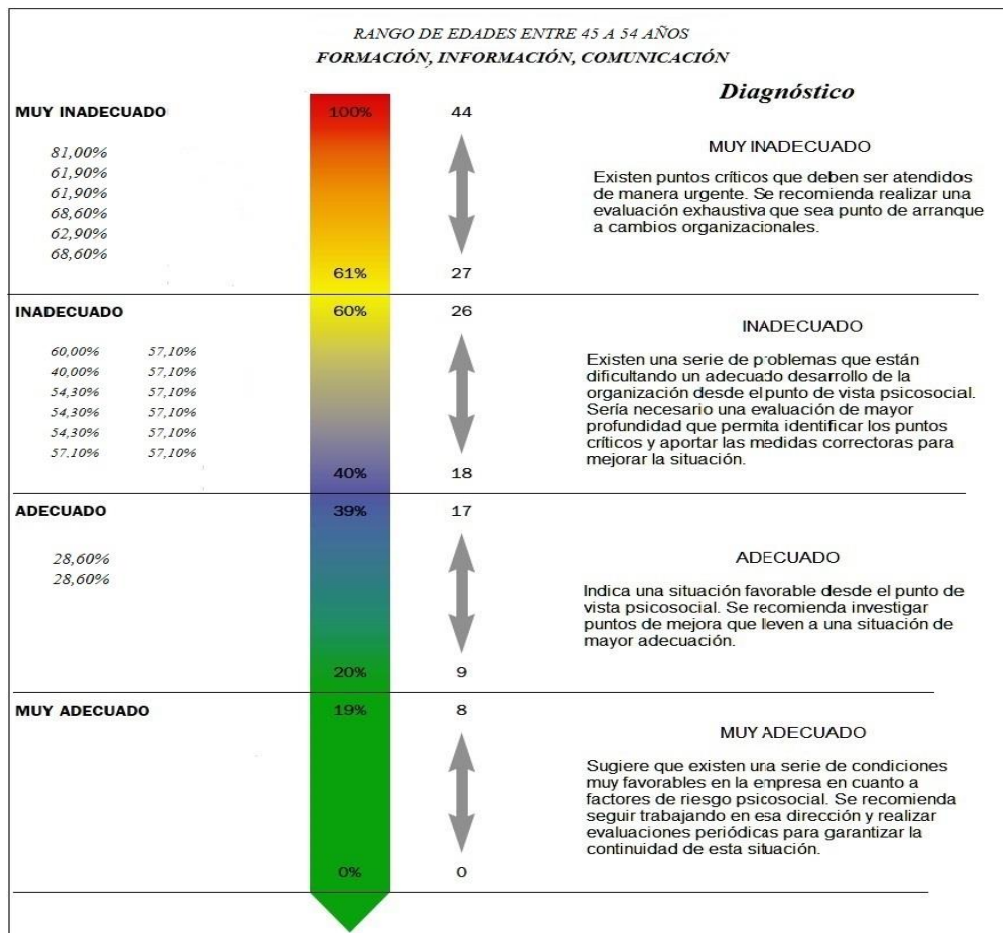 RANGO DE EDADES ENTRE 45 A 54 AÑOS
FORMACIÓN, INFORMACIÓN, COMUNICACIÓN
Diagnóstico
MUY INADECUADO 100% 44
81,00%
61,90%
61,90%
68,60%
62,90%
68,60%
61% 27
MUY INADECUADO
Existen puntos críticos que deben ser atendidos
de manera urgente. Se recomienda realizar una
evaluación exhaustiva que sea punto de arranque
a cambios organizacionales.
INADECUADO 60% 26
60,00% 57,10%
40,00% 57,10%
54,30% 57,10%
54,30% 57,10%
54,30% 57,10%
57.10% 57,10%
40% 18
INADECUADO
Existen una serie de problemas que están
dificultando un adecuado desarrollo de la
organización desde el punto de vista psicosocial.
Sería necesario una evaluación de mayor
profundidad que permita identificar los puntos
críticos y aportar las medidas correctoras para
mejorar la situación.
ADECUADO 39% 17
28,60%
28,60%
20% 9
ADECUADO
Indica una situación favorable desde el punto de
vista psicosocial. Se recomienda investigar
puntos de mejora que lleven a una situación de
mayor adecuación.
MUY ADECUADO 19% 8
0% 0
MUY ADECUADO
Sugiere que existen una serie de condiciones
muy favorables en la empresa en cuanto a
factores de riesgo psicosocial. Se recomienda
seguir trabajando en esa dirección y realizar
evaluaciones periódicas para garantizar la
continuidad de esta situación.